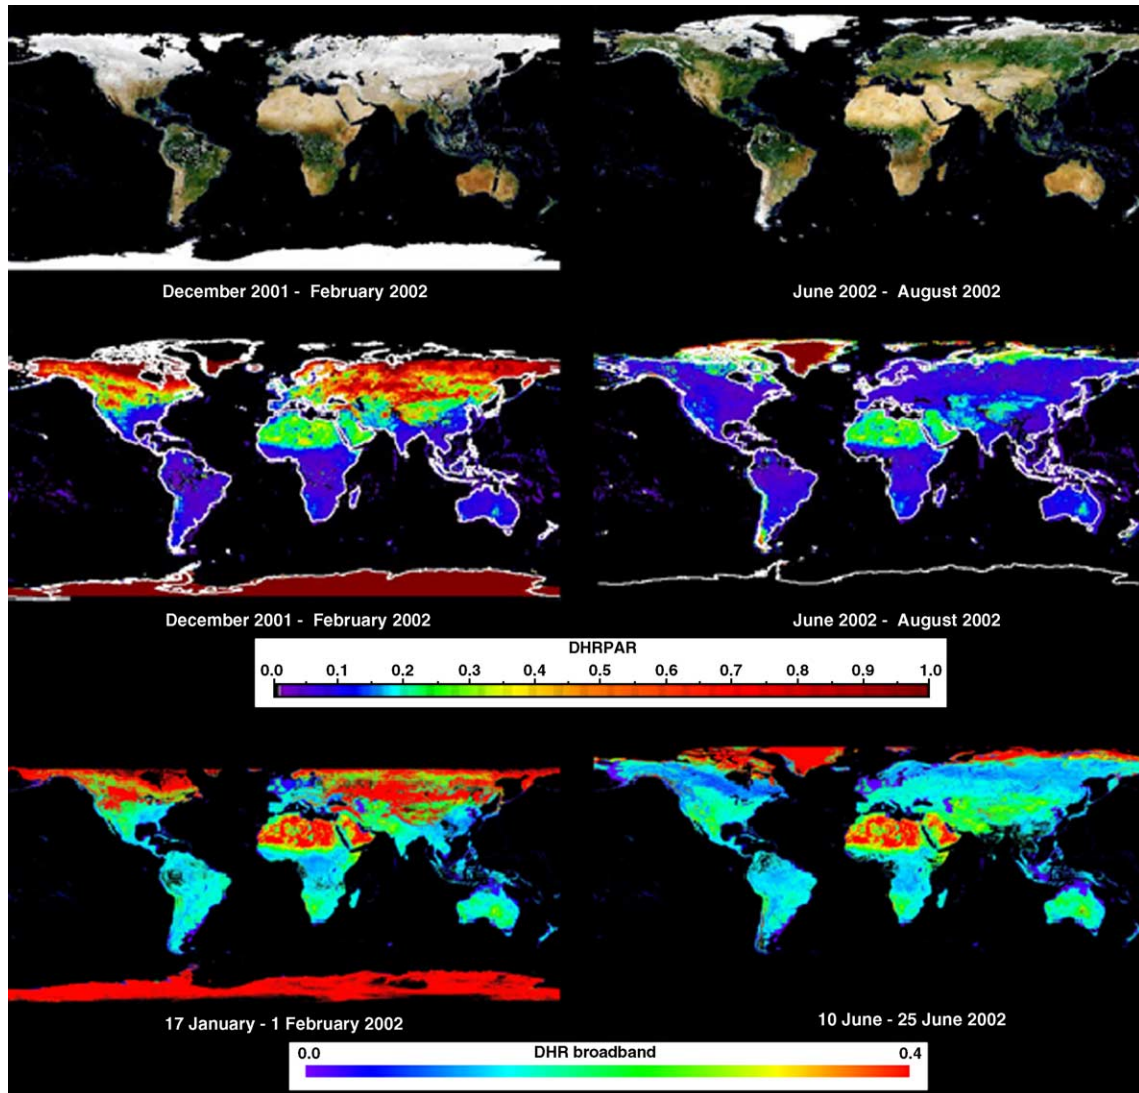 December 2001 - February 2002
June 2002 - August 2002
December 2001 - February 2002
June 2002 - August 2002
DHRPAR
0.0 0.1 0.2 0.3 0.4 0.5 0.6 0.7 0.8 0.9 1.0
17 January - 1 February 2002
10 June - 25 June 2002
0.0 DHR broadband 0.4